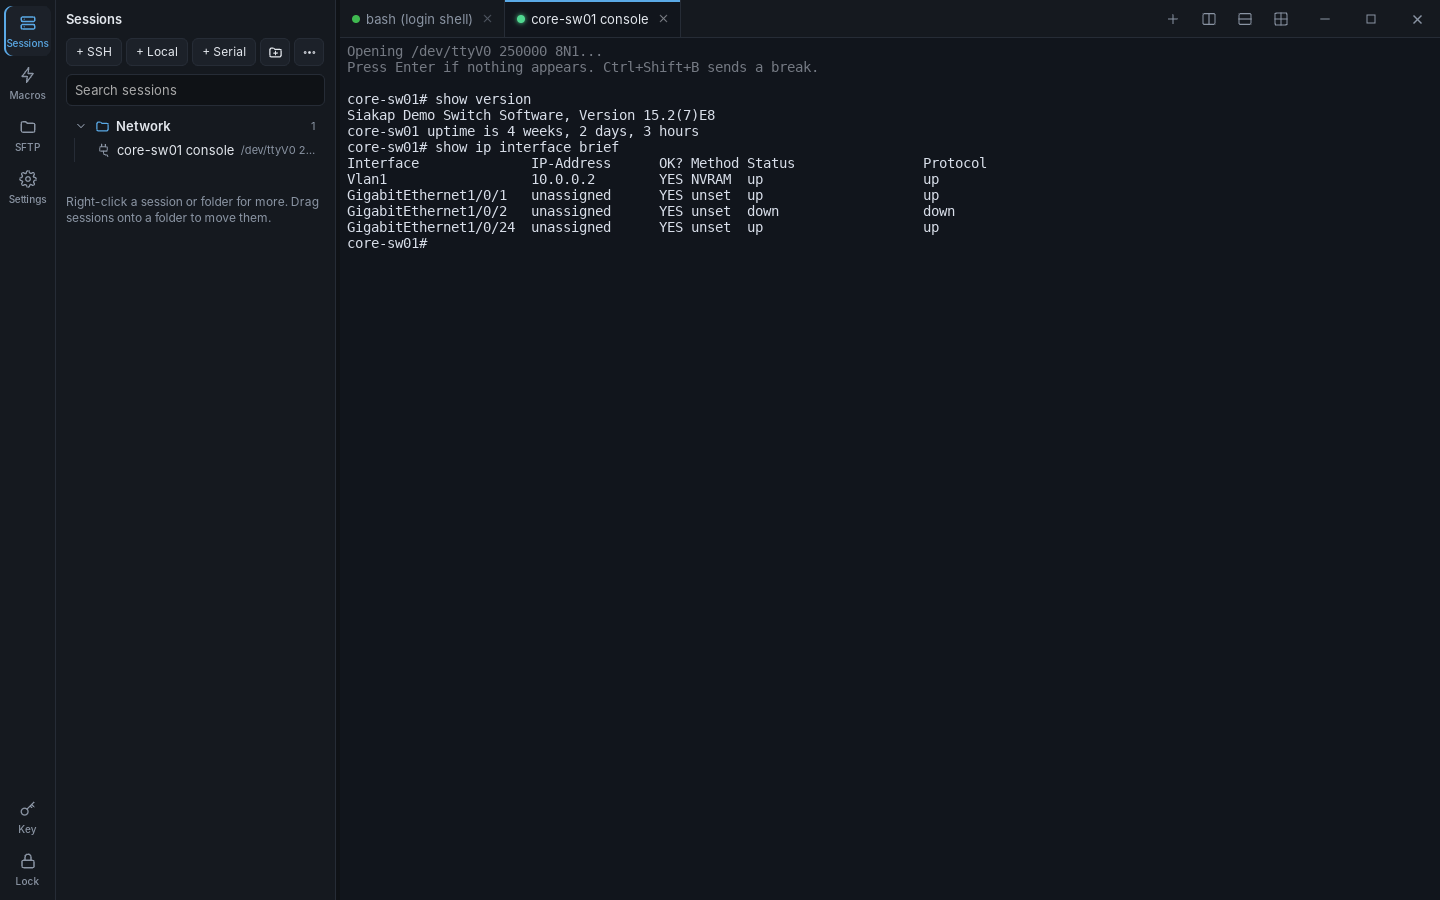 Sessions
Macros
SFTP
Settings
Key
Lock
Sessions
+ SSH
+ Local
+ Serial
Search sessions
Network 1
core-sw01 console /dev/ttyV0 2...
Right-click a session or folder for more. Drag
sessions onto a folder to move them.
bash (login shell)
core-sw01 console
Opening /dev/ttyV0 250000 8N1...
Press Enter if nothing appears. Ctrl+Shift+B sends a break.
core-sw01# show version
Siakap Demo Switch Software, Version 15.2(7)E8
core-sw01 uptime is 4 weeks, 2 days, 3 hours
core-sw01# show ip interface brief
Interface              IP-Address      OK? Method Status                Protocol
Vlan1                  10.0.0.2        YES NVRAM  up                    up
GigabitEthernet1/0/1   unassigned      YES unset  up                    up
GigabitEthernet1/0/2   unassigned      YES unset  down                  down
GigabitEthernet1/0/24  unassigned      YES unset  up                    up
core-sw01#